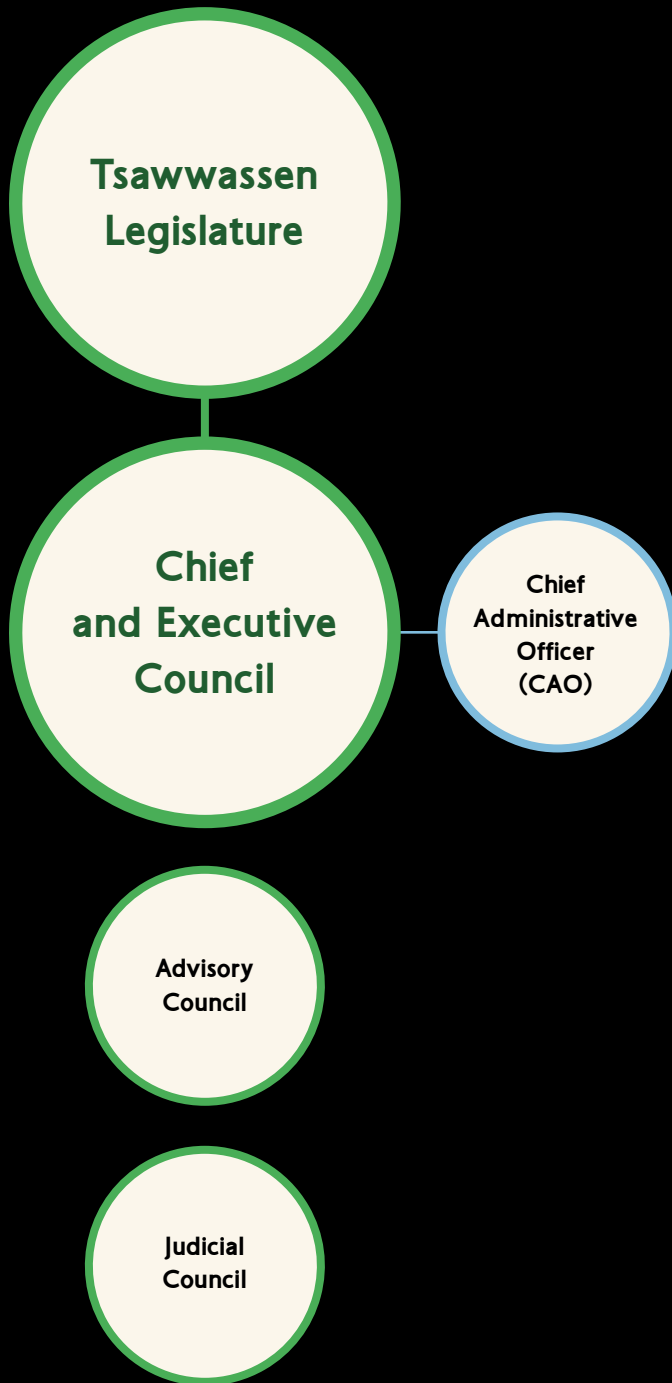 Tsawwassen
Legislature
Chief
and Executive
Council
Chief
Administrative
Officer
(CAO)
Advisory
Council
Judicial
Council